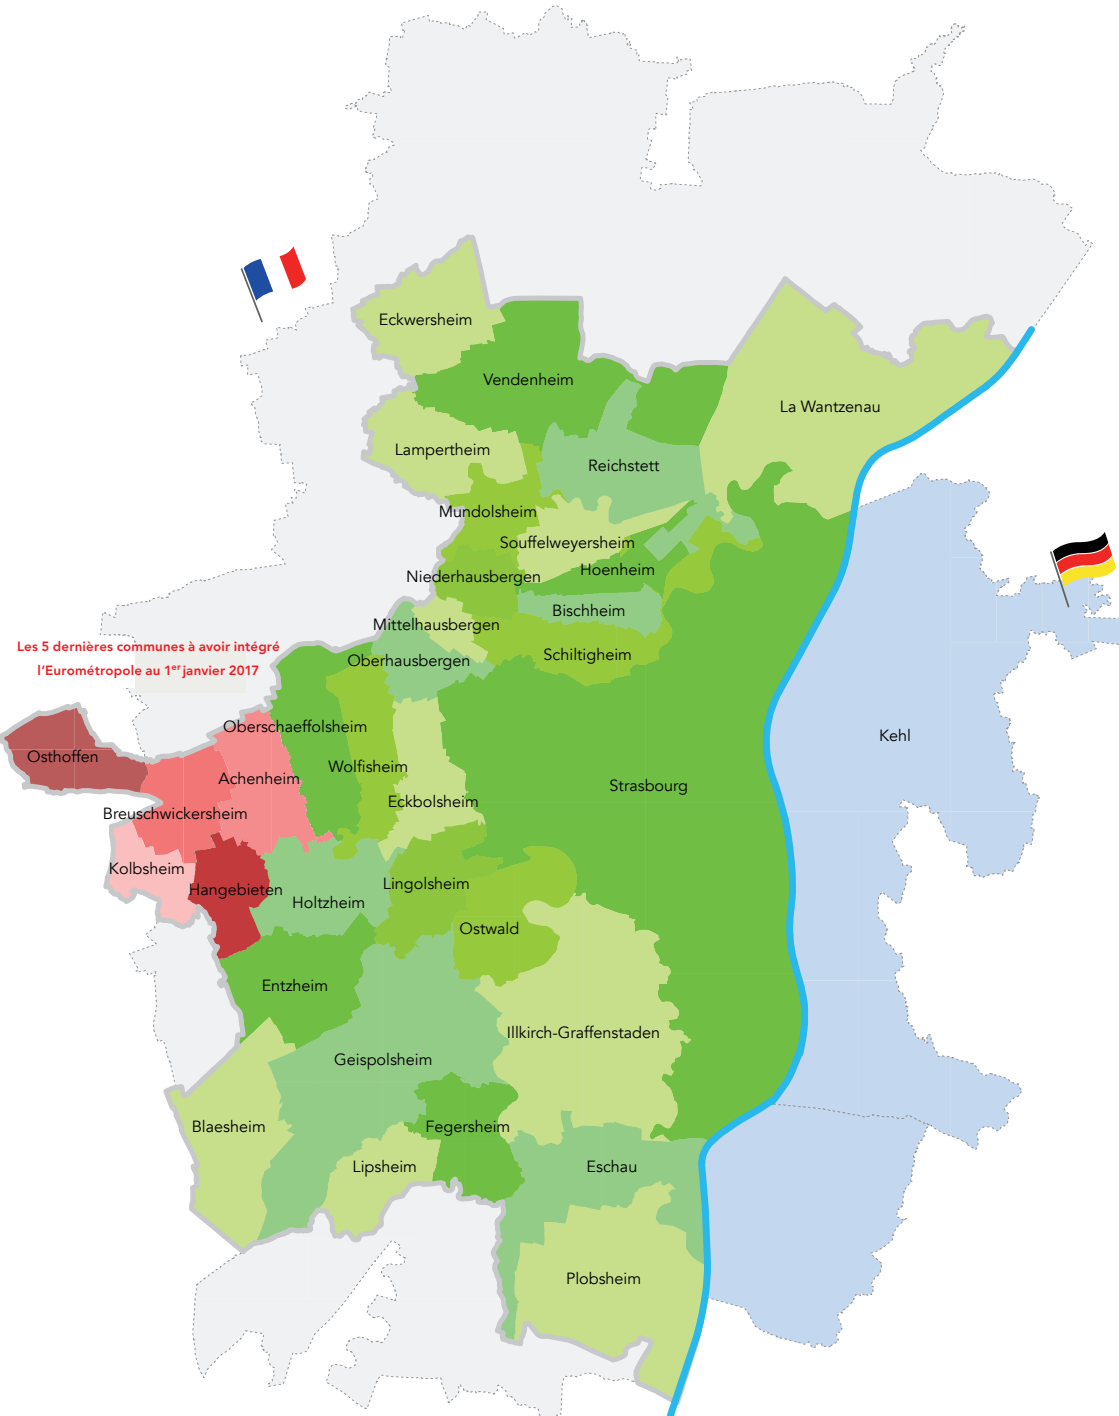 Eckwersheim
Vendenheim
La Wantzenau
Lampertheim
Reichstett
Mundolsheim
Souffelweyersheim
Hoenheim
Niederhausbergen
Bischheim
Mittelhausbergen
Les 5 dernières communes à avoir intégré
l'Eurométropole au 1er janvier 2017
Oberhausbergen
Schiltigheim
Oberschaeffolsheim
Kehl
Osthoffen
Wolfisheim
Achenheim
Strasbourg
Eckbolsheim
Breuschwickersheim
Kolbsheim
Lingolsheim
Hangebieten
Holtzheim
Ostwald
Entzheim
Illkirch-Graffenstaden
Geispolsheim
Blaesheim
Fegersheim
Lipsheim
Eschau
Plobsheim